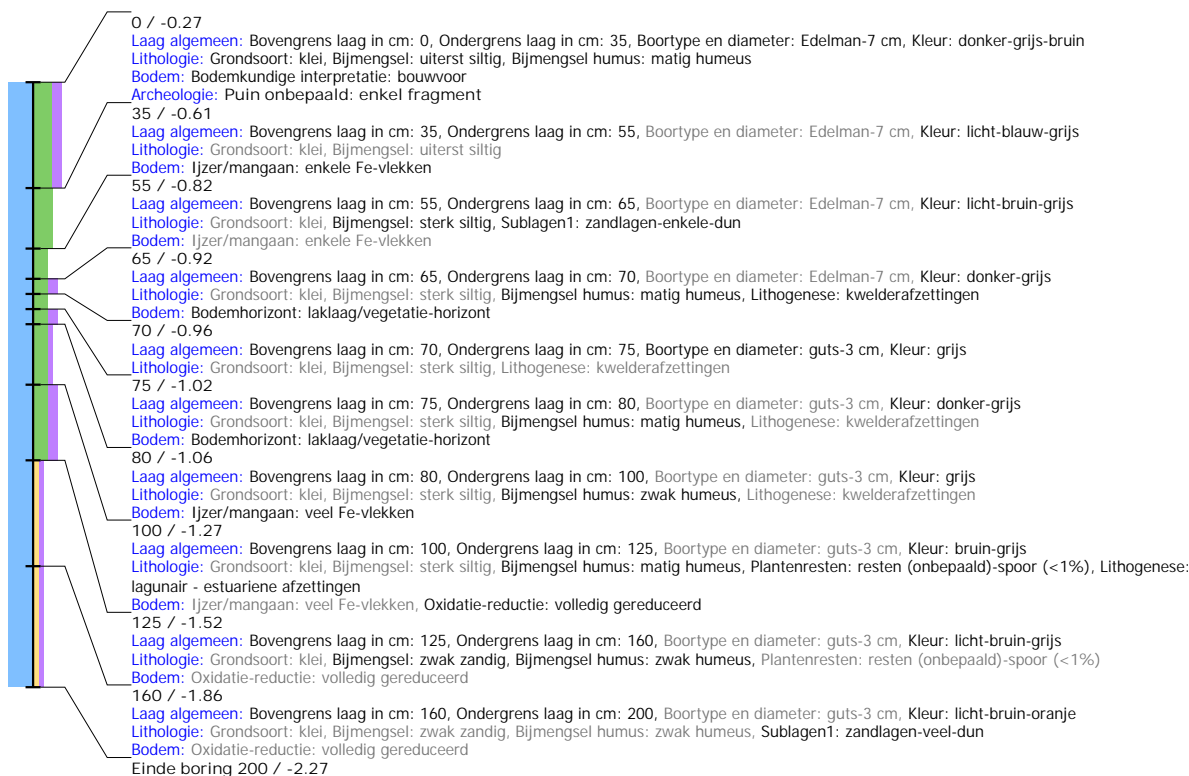 0 / -0.27
Laag algemeen: Bovengrens laag in cm: 0, Ondergrens laag in cm: 35, Boortype en diameter: Edelman-7 cm, Kleur: donker-grijs-bruin
Lithologie: Grondsoort: klei, Bijmengsel: uiterst siltig, Bijmengsel humus: matig humeus
Bodem: Bodemkundige interpretatie: bouwvoor
Archeologie: Puin onbepaald: enkel fragment
35 / -0.61
Laag algemeen: Bovengrens laag in cm: 35, Ondergrens laag in cm: 55, Boortype en diameter: Edelman-7 cm, Kleur: licht-blauw-grijs
Lithologie: Grondsoort: klei, Bijmengsel: uiterst siltig
Bodem: Ijzer/mangaan: enkele Fe-vlekken
55 / -0.82
Laag algemeen: Bovengrens laag in cm: 55, Ondergrens laag in cm: 65, Boortype en diameter: Edelman-7 cm, Kleur: licht-bruin-grijs
Lithologie: Grondsoort: klei, Bijmengsel: sterk siltig, Sublagen1: zandlagen-enkele-dun
Bodem: Ijzer/mangaan: enkele Fe-vlekken
65 / -0.92
Laag algemeen: Bovengrens laag in cm: 65, Ondergrens laag in cm: 70, Boortype en diameter: Edelman-7 cm, Kleur: donker-grijs
Lithologie: Grondsoort: klei, Bijmengsel: sterk siltig, Bijmengsel humus: matig humeus, Lithogenese: kwelderafzettingen
Bodem: Bodemhorizont: laklaag/vegetatie-horizont
70 / -0.96
Laag algemeen: Bovengrens laag in cm: 70, Ondergrens laag in cm: 75, Boortype en diameter: guts-3 cm, Kleur: grijs
Lithologie: Grondsoort: klei, Bijmengsel: sterk siltig, Lithogenese: kwelderafzettingen
75 / -1.02
Laag algemeen: Bovengrens laag in cm: 75, Ondergrens laag in cm: 80, Boortype en diameter: guts-3 cm, Kleur: donker-grijs
Lithologie: Grondsoort: klei, Bijmengsel: sterk siltig, Bijmengsel humus: matig humeus, Lithogenese: kwelderafzettingen
Bodem: Bodemhorizont: laklaag/vegetatie-horizont
80 / -1.06
Laag algemeen: Bovengrens laag in cm: 80, Ondergrens laag in cm: 100, Boortype en diameter: guts-3 cm, Kleur: grijs
Lithologie: Grondsoort: klei, Bijmengsel: sterk siltig, Bijmengsel humus: zwak humeus, Lithogenese: kwelderafzettingen
Bodem: Ijzer/mangaan: veel Fe-vlekken
100 / -1.27
Laag algemeen: Bovengrens laag in cm: 100, Ondergrens laag in cm: 125, Boortype en diameter: guts-3 cm, Kleur: bruin-grijs
Lithologie: Grondsoort: klei, Bijmengsel: sterk siltig, Bijmengsel humus: matig humeus, Plantenresten: resten (onbepaald)-spoor (<1%), Lithogenese:
lagunair - estuariene afzettingen
Bodem: Ijzer/mangaan: veel Fe-vlekken, Oxidatie-reductie: volledig gereduceerd
125 / -1.52
Laag algemeen: Bovengrens laag in cm: 125, Ondergrens laag in cm: 160, Boortype en diameter: guts-3 cm, Kleur: licht-bruin-grijs
Lithologie: Grondsoort: klei, Bijmengsel: zwak zandig, Bijmengsel humus: zwak humeus, Plantenresten: resten (onbepaald)-spoor (<1%)
Bodem: Oxidatie-reductie: volledig gereduceerd
160 / -1.86
Laag algemeen: Bovengrens laag in cm: 160, Ondergrens laag in cm: 200, Boortype en diameter: guts-3 cm, Kleur: licht-bruin-oranje
Lithologie: Grondsoort: klei, Bijmengsel: zwak zandig, Bijmengsel humus: zwak humeus, Sublagen1: zandlagen-veel-dun
Bodem: Oxidatie-reductie: volledig gereduceerd
Einde boring 200 / -2.27